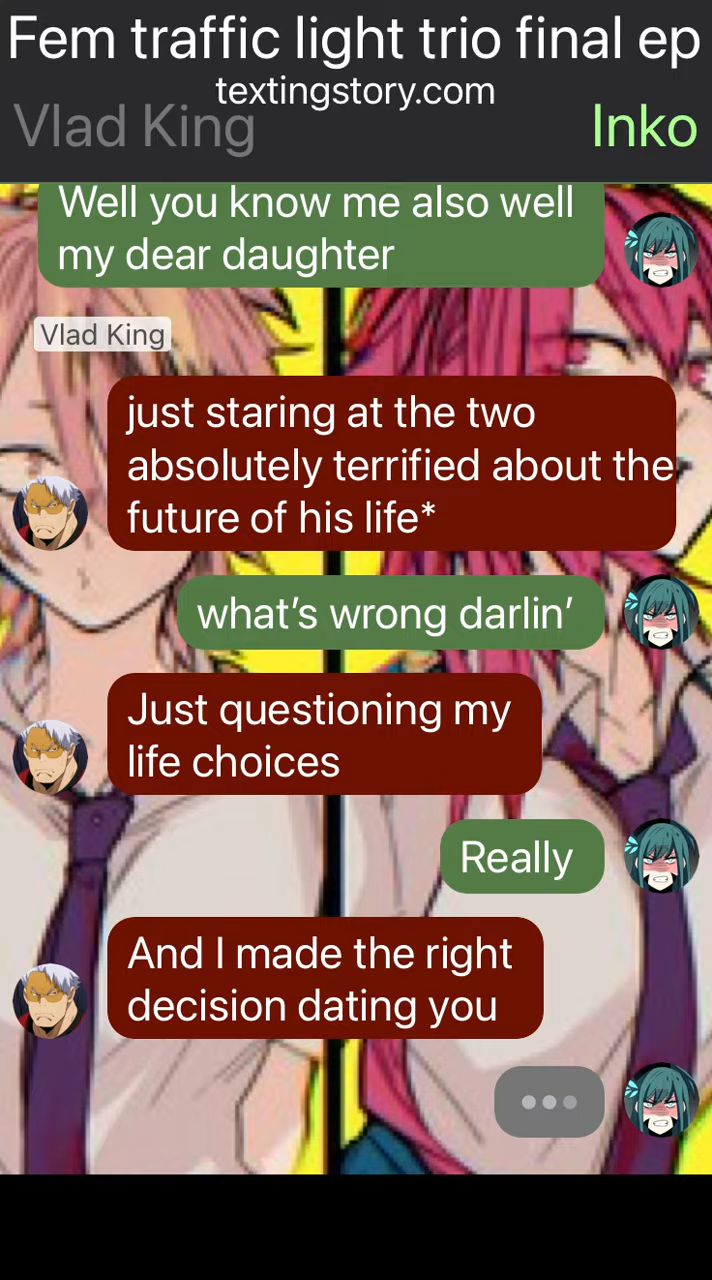 Fem traffic light trio final ep
textingstory.com
Vlad King
Inko
Well you know me also well
my dear daughter
Vlad King
just staring at the two
absolutely terrified about the
future of his life*
what’s wrong darlin’
Just questioning my
life choices
Really
And I made the right
decision dating you